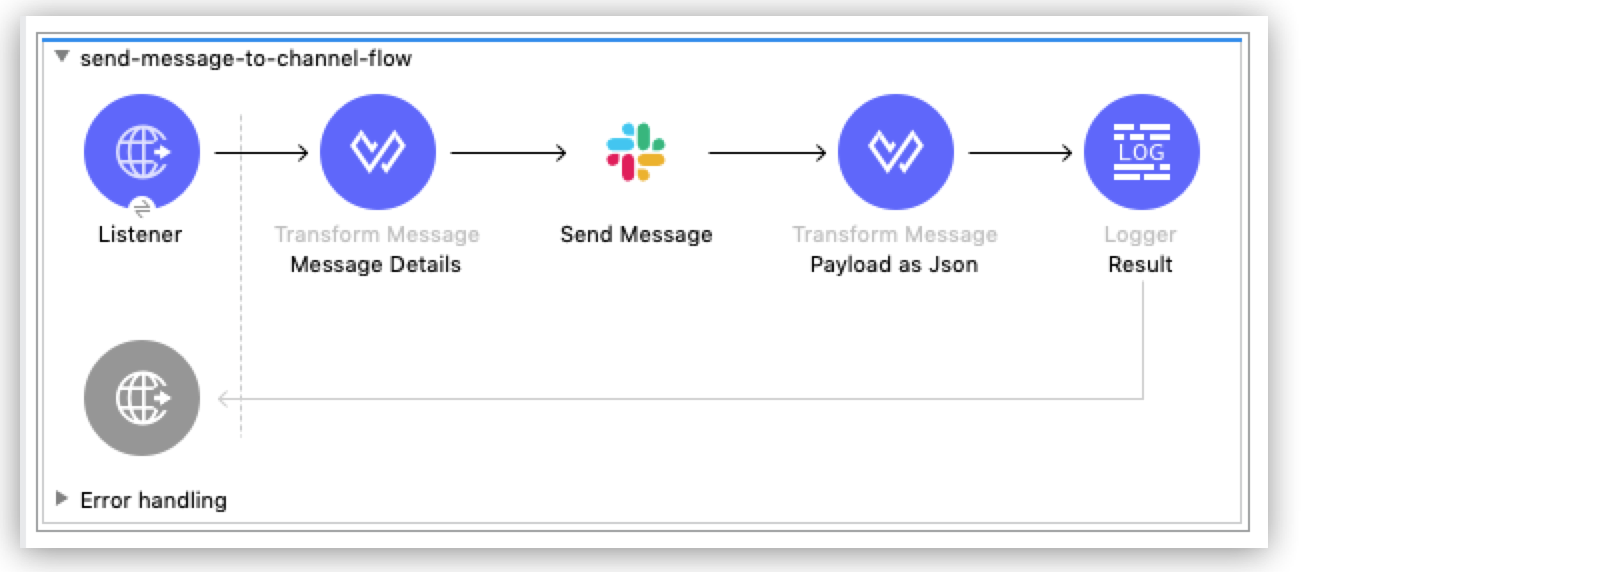 send-message-to-channel-flow
LOG
Listener
Transform Message
Message Details
Send Message
Transform Message
Payload as Json
Logger
Result
Error handling